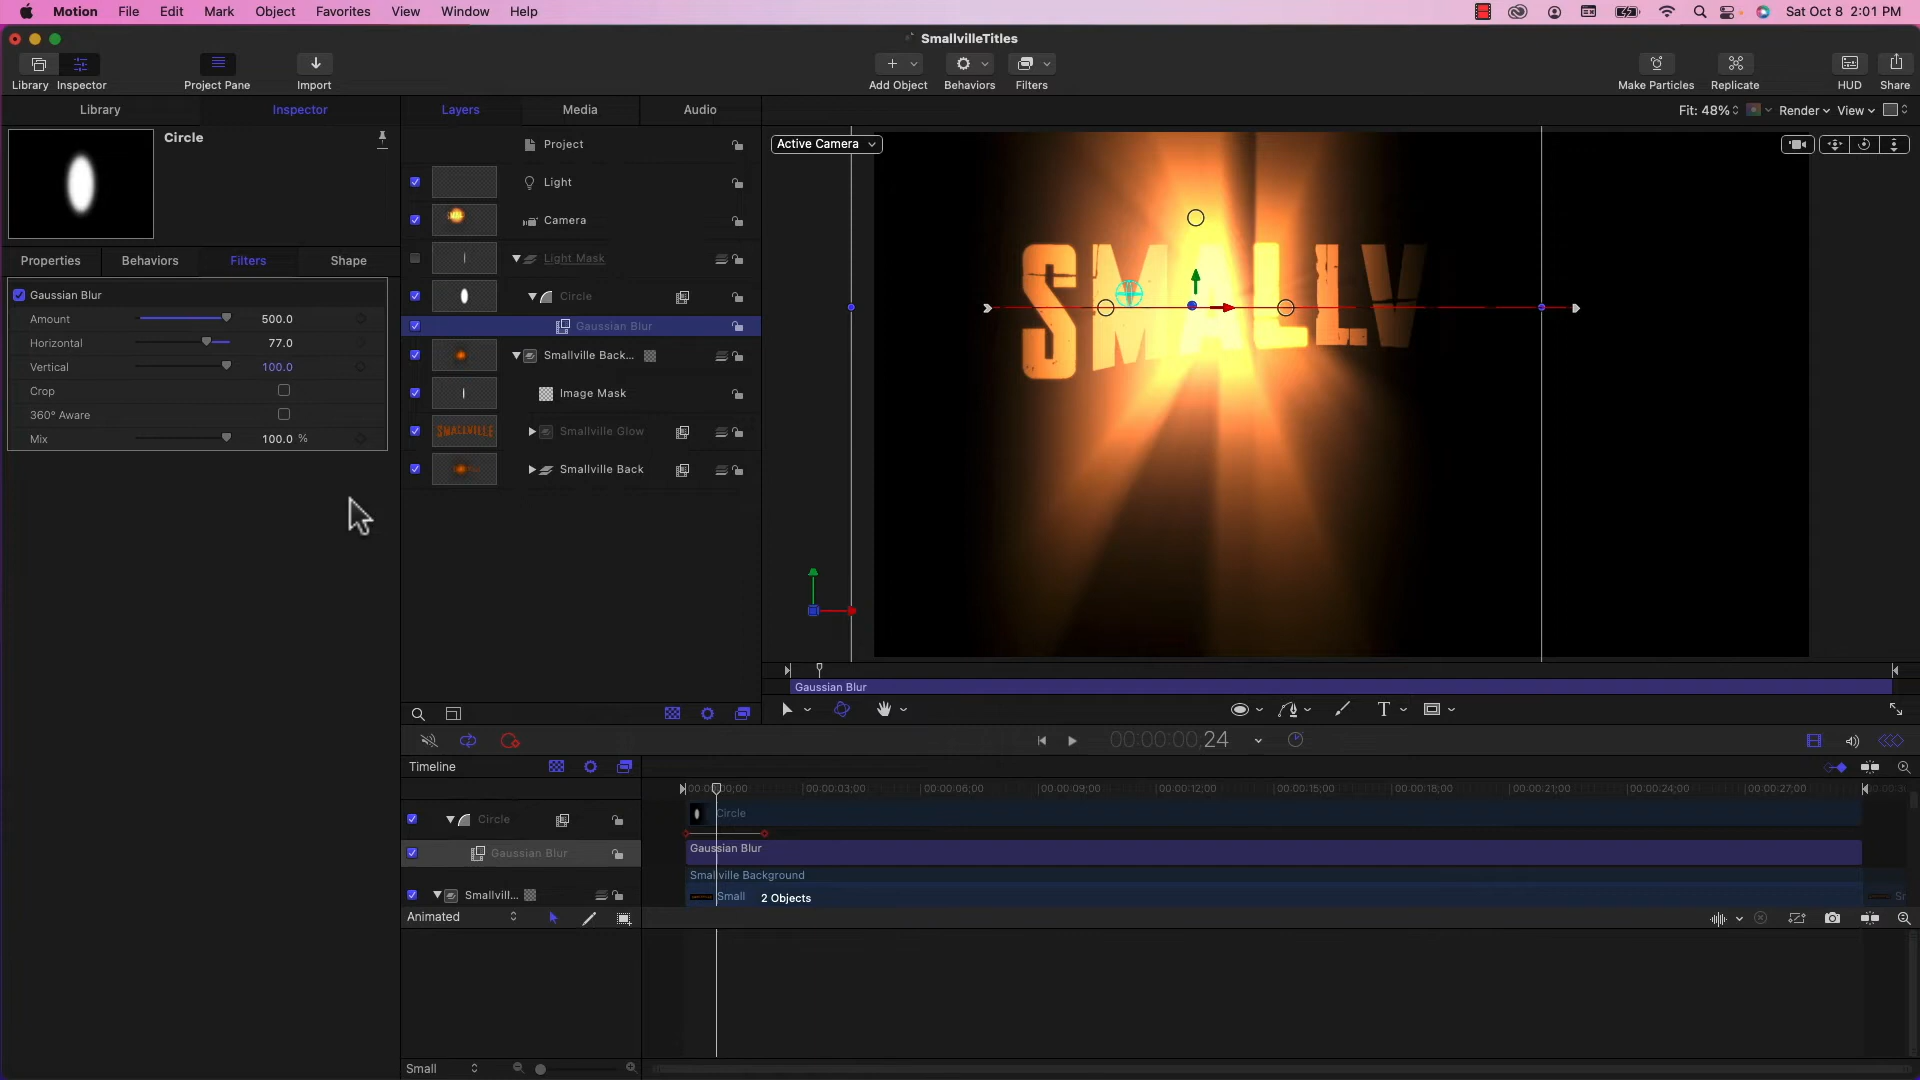 Motion File Edit Mark Object Favorites View Window Help Sat Oct 8 2:01 PM
SmallvilleTitles
Library Inspector Project Pane Import Add Object Behaviors Filters Make Particles Replicate HUD Share
Library Inspector Layers Media Audio Fit: 48% Render View
Circle
Project
Active Camera
Light
Camera
Properties Behaviors Filters Shape
Light Mask
Gaussian Blur
Circle
Amount 500.0
Gaussian Blur
Horizontal 77.0
Smallville Back...
Vertical 100.0
Crop
Image Mask
360° Aware
Smallville Glow
SMALLVILLE
Mix 100.0 %
Smallville Back
SMALLV
Gaussian Blur
T
00:00:00;24
Timeline
00:00:03;00 00:00:06;00 00:00:09;00 00:00:12;00 00:00:15;00 00:00:18;00 00:00:21;00 00:00:24;00 00:00:27;00
Circle Circle
Gaussian Blur Gaussian Blur
Smallville Background
Smallvill... Small 2 Objects
Animated
Small